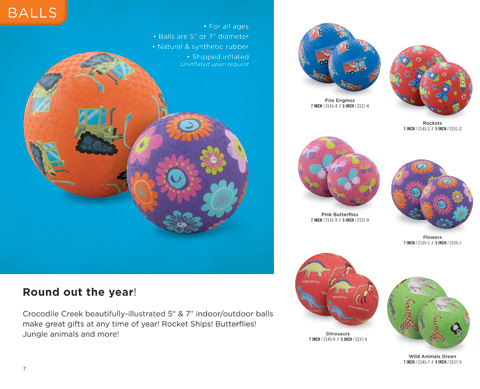 BALLS
• For all ages
• Balls are 5" or 7" diameter
• Natural & synthetic rubber
• Shipped inflated
Uninflated upon request
Fire Engines
7 INCH / 2141-4 / 5 INCH / 2131-4
Rockets
7 INCH / 2141-2 / 5 INCH / 2131-2
Pink Butterflies
7 INCH / 2141-9 / 5 INCH / 2131-9
Flowers
7 INCH / 2155-1 / 5 INCH / 2135-1
Dinosaurs
7 INCH / 2145-6 / 5 INCH / 2137-4
Wild Animals Green
7 INCH / 2145-7 / 5 INCH / 2137-5
Round out the year!
Crocodile Creek beautifully-illustrated 5" & 7" indoor/outdoor balls
make great gifts at any time of year! Rocket Ships! Butterflies!
Jungle animals and more!
7